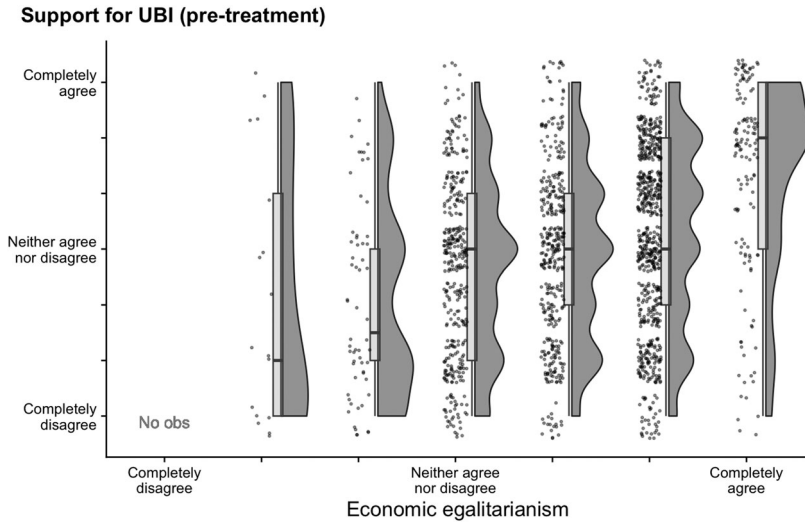 Support for UBI (pre-treatment)
Completely
agree
Neither agree
nor disagree
Completely
disagree
No obs
Completely
disagree
Neither agree
nor disagree
Completely
agree
Economic egalitarianism